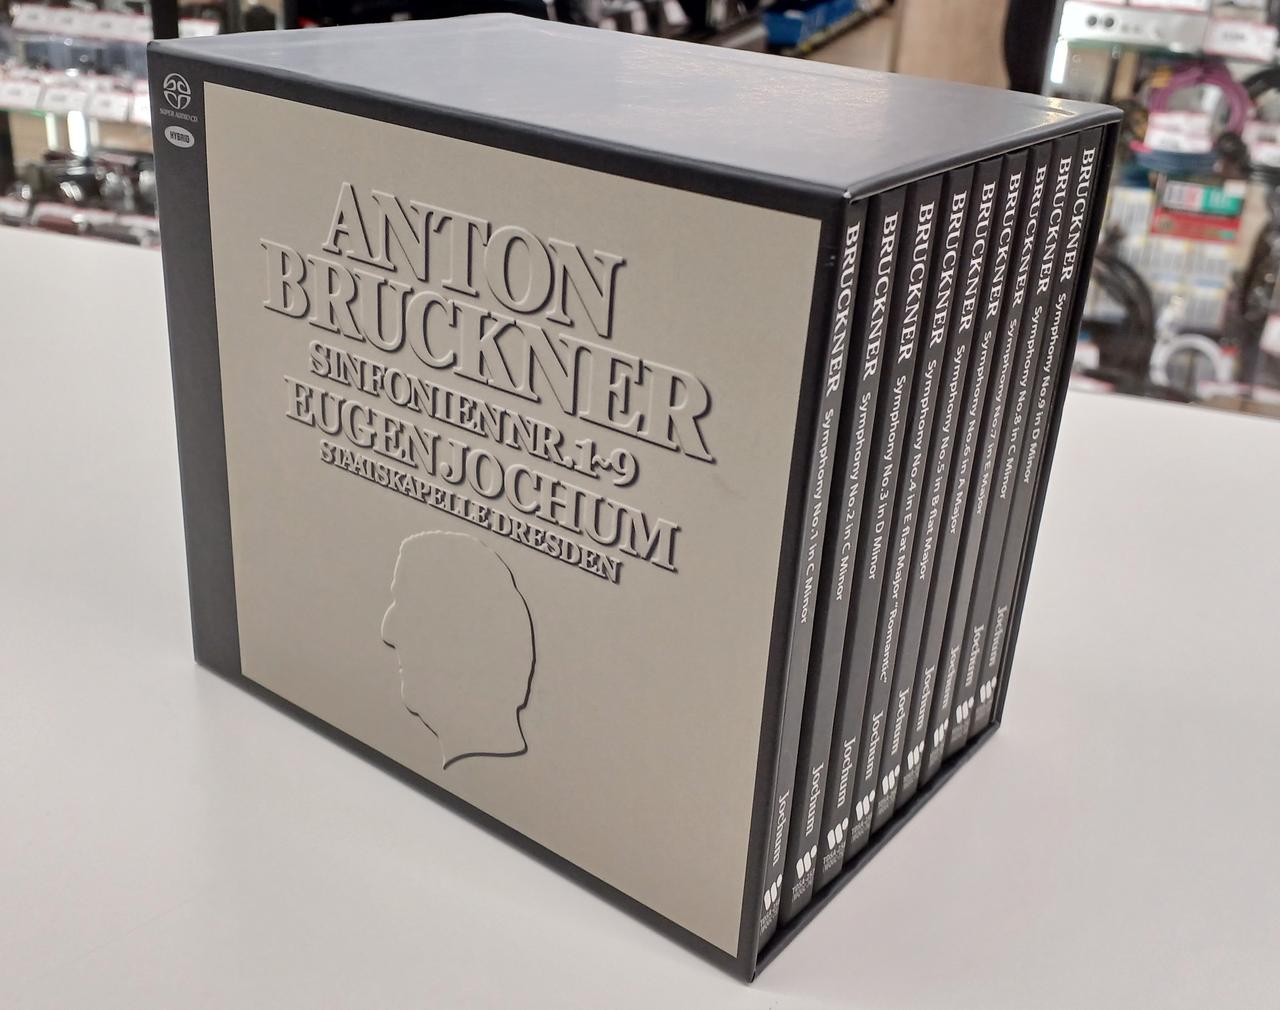 SUPER AUDIO CD
HYBRID
ANTON
BRUCKNER
SINFONIEN NR. 1~9
EUGEN JOCHUM
STAATSKAPELLE DRESDEN
BRUCKNER Symphony No.1 in C Minor Jochum
BRUCKNER Symphony No.2 in C Minor Jochum
BRUCKNER Symphony No.3 in D Minor Jochum
BRUCKNER Symphony No.4 in E flat Major "Romantic" Jochum
BRUCKNER Symphony No.5 in B flat Major Jochum
BRUCKNER Symphony No.6 in A Major Jochum
BRUCKNER Symphony No.7 in E Major Jochum
BRUCKNER Symphony No.8 in C Minor Jochum
BRUCKNER Symphony No.9 in D Minor Jochum